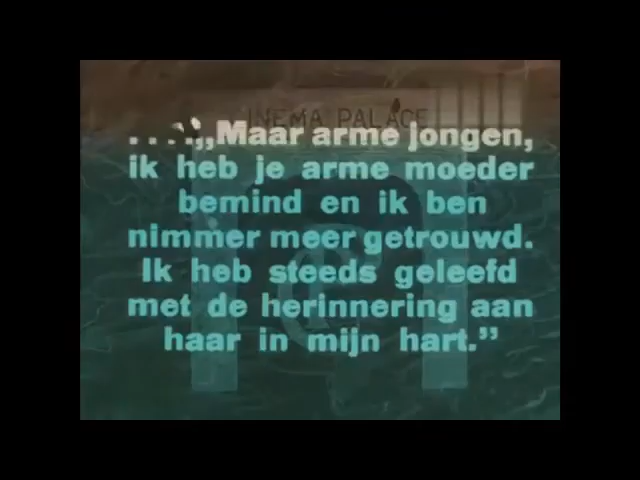 CINEMA PALACE
. . . .„Maar arme jongen,
ik heb je arme moeder
bemind en ik ben
nimmer meer getrouwd.
Ik heb steeds geleefd
met de herinnering aan
haar in mijn hart.”